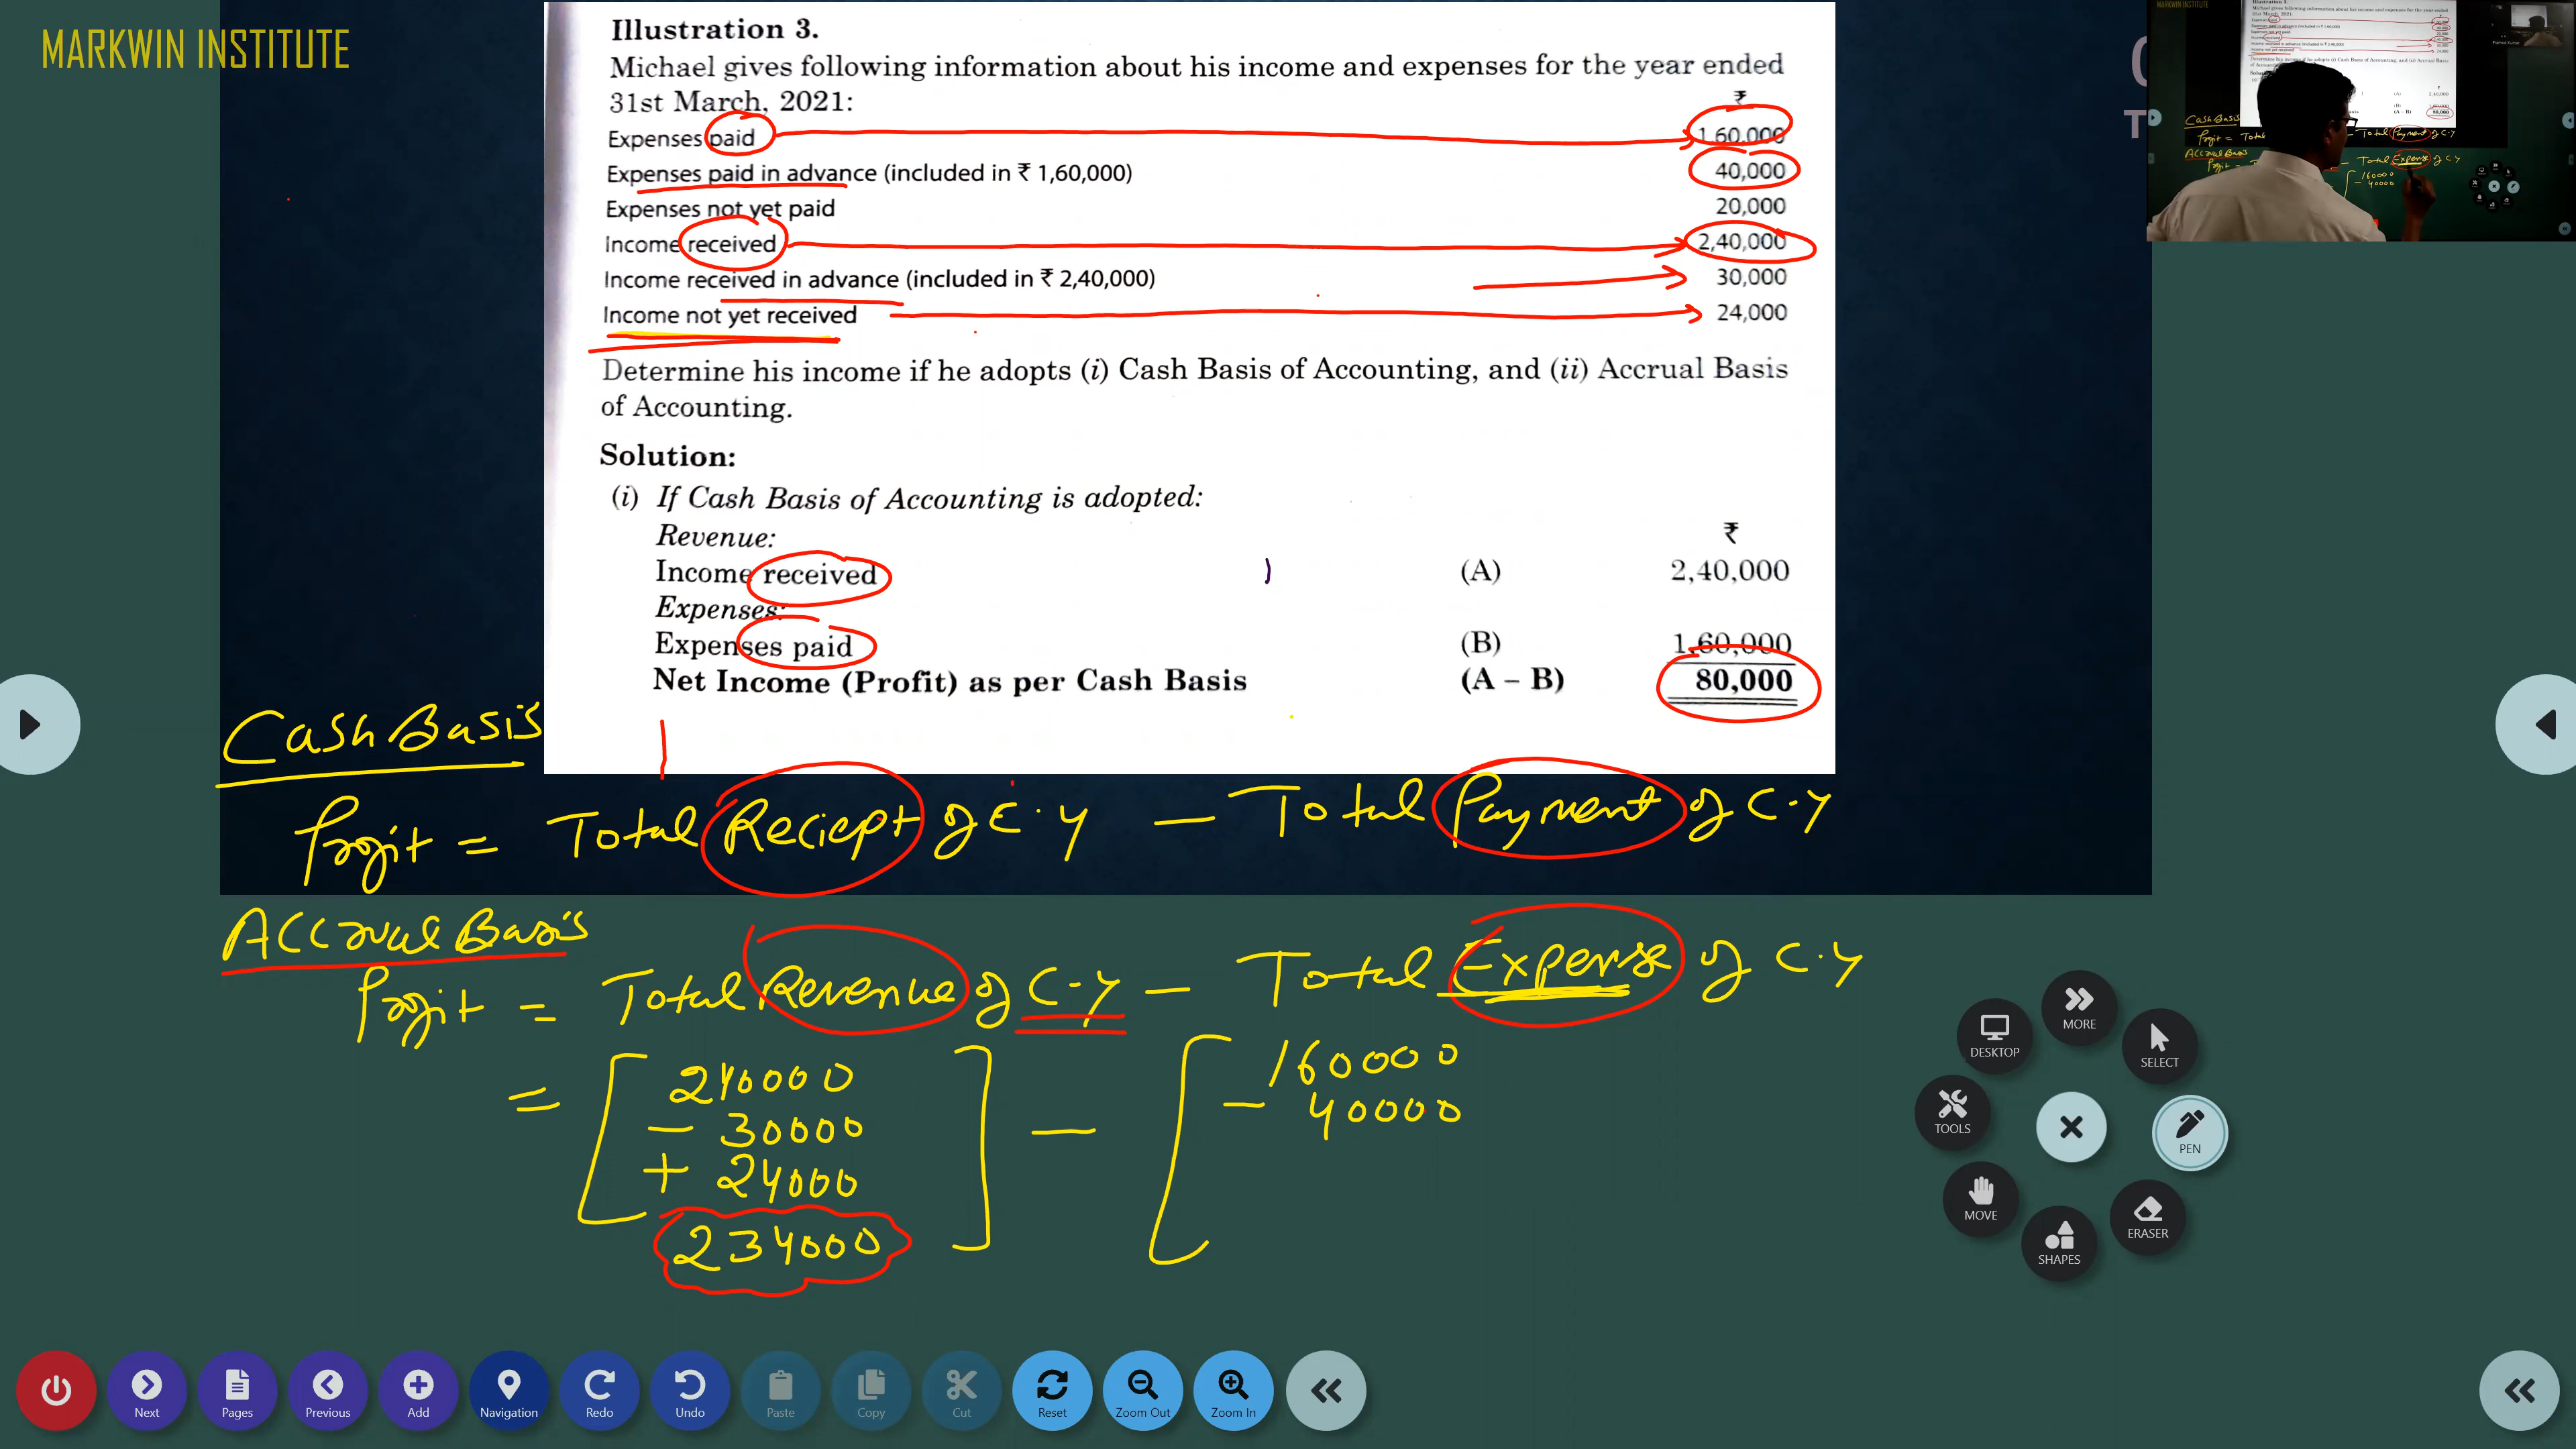 MARKWIN INSTITUTE
Illustration 3.
Michael gives following information about his income and expenses for the year ended
31st March, 2021:
₹
Expenses paid 1,60,000
Expenses paid in advance (included in ₹ 1,60,000) 40,000
Expenses not yet paid 20,000
Income received 2,40,000
Income received in advance (included in ₹ 2,40,000) 30,000
Income not yet received 24,000
Determine his income if he adopts (i) Cash Basis of Accounting, and (ii) Accrual Basis
of Accounting.
Solution:
(i) If Cash Basis of Accounting is adopted:
Revenue: ₹
Income received (A) 2,40,000
Expenses:
Expenses paid (B) 1,60,000
Net Income (Profit) as per Cash Basis (A – B) 80,000
Cash Basis
Profit = Total Reciept of C.Y — Total Payment of C.Y
Accrual Basis
Profit = Total Revenue of C.Y — Total Expense of C.Y
= [ 240000 ] — [ 160000
— 30000 — 40000
+ 24000
234000
MORE
DESKTOP
SELECT
TOOLS
PEN
MOVE
ERASER
SHAPES
Next
Pages
Previous
Add
Navigation
Redo
Undo
Paste
Copy
Cut
Reset
Zoom Out
Zoom In